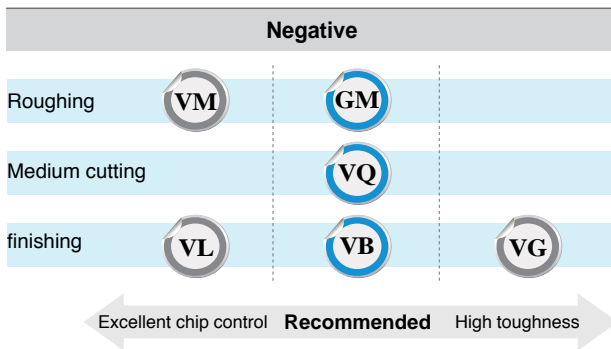 Negative
Roughing VM GM
Medium cutting VQ
finishing VL VB VG
Excellent chip control Recommended High toughness